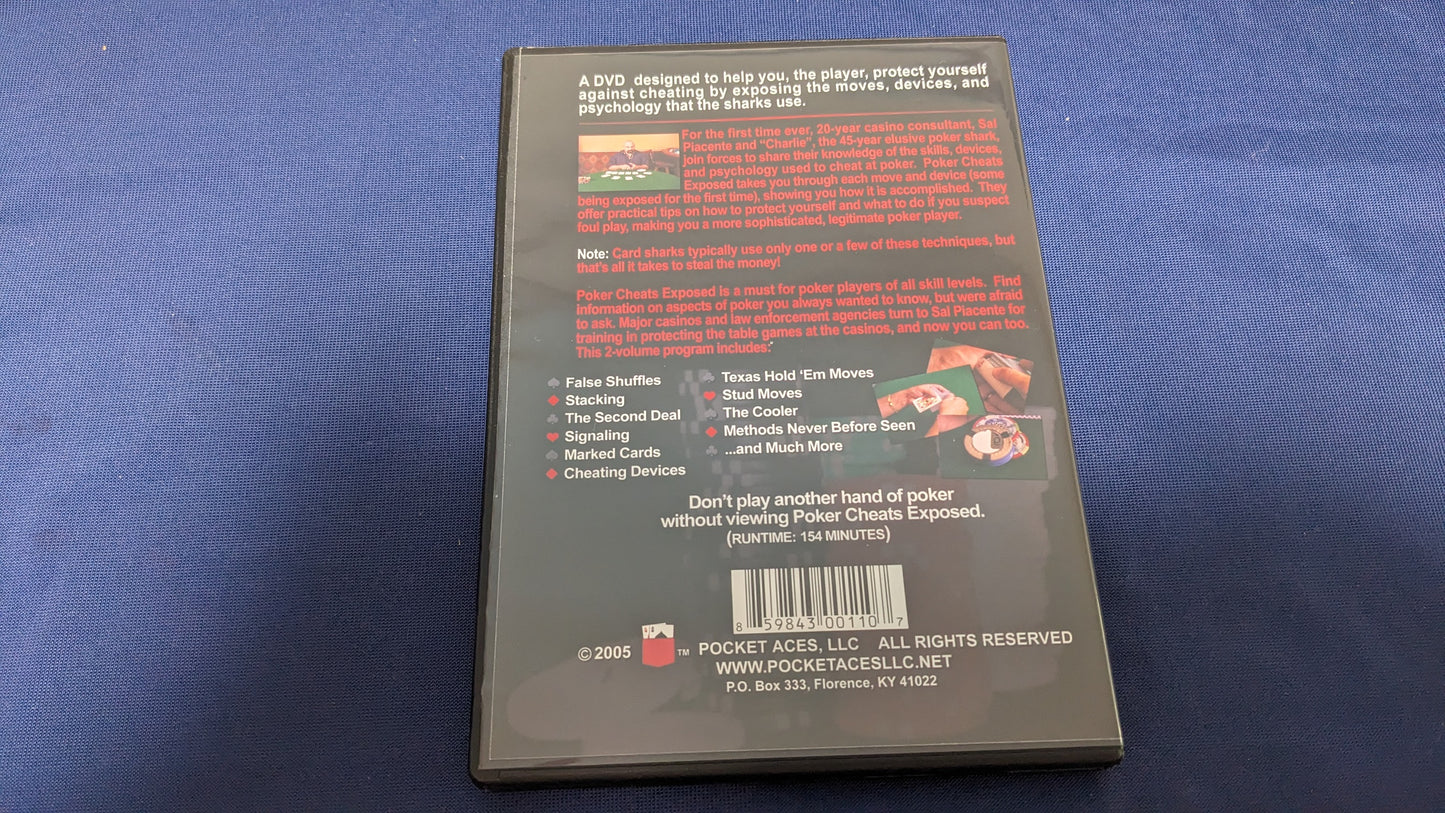 A DVD designed to help you, the player, protect yourself
against cheating by exposing the moves, devices, and
psychology that the sharks use.
For the first time ever, 20-year casino consultant, Sal
Piacente and “Charlie”, the 45-year elusive poker shark,
join forces to share their knowledge of the skills, devices,
and psychology used to cheat at poker. Poker Cheats
Exposed takes you through each move and device (some
being exposed for the first time), showing you how it is accomplished. They
offer practical tips on how to protect yourself and what to do if you suspect
foul play, making you a more sophisticated, legitimate poker player.
Note: Card sharks typically use only one or a few of these techniques, but
that's all it takes to steal the money!
Poker Cheats Exposed is a must for poker players of all skill levels. Find
information on aspects of poker you always wanted to know, but were afraid
to ask. Major casinos and law enforcement agencies turn to Sal Piacente for
training in protecting the table games at the casinos, and now you can too.
This 2-volume program includes:
False Shuffles
Stacking
The Second Deal
Signaling
Marked Cards
Cheating Devices
Texas Hold ‘Em Moves
Stud Moves
The Cooler
Methods Never Before Seen
...and Much More
Don't play another hand of poker
without viewing Poker Cheats Exposed.
(RUNTIME: 154 MINUTES)
8 59843 00110 7
© 2005 TM POCKET ACES, LLC ALL RIGHTS RESERVED
WWW.POCKETACESLLC.NET
P.O. Box 333, Florence, KY 41022